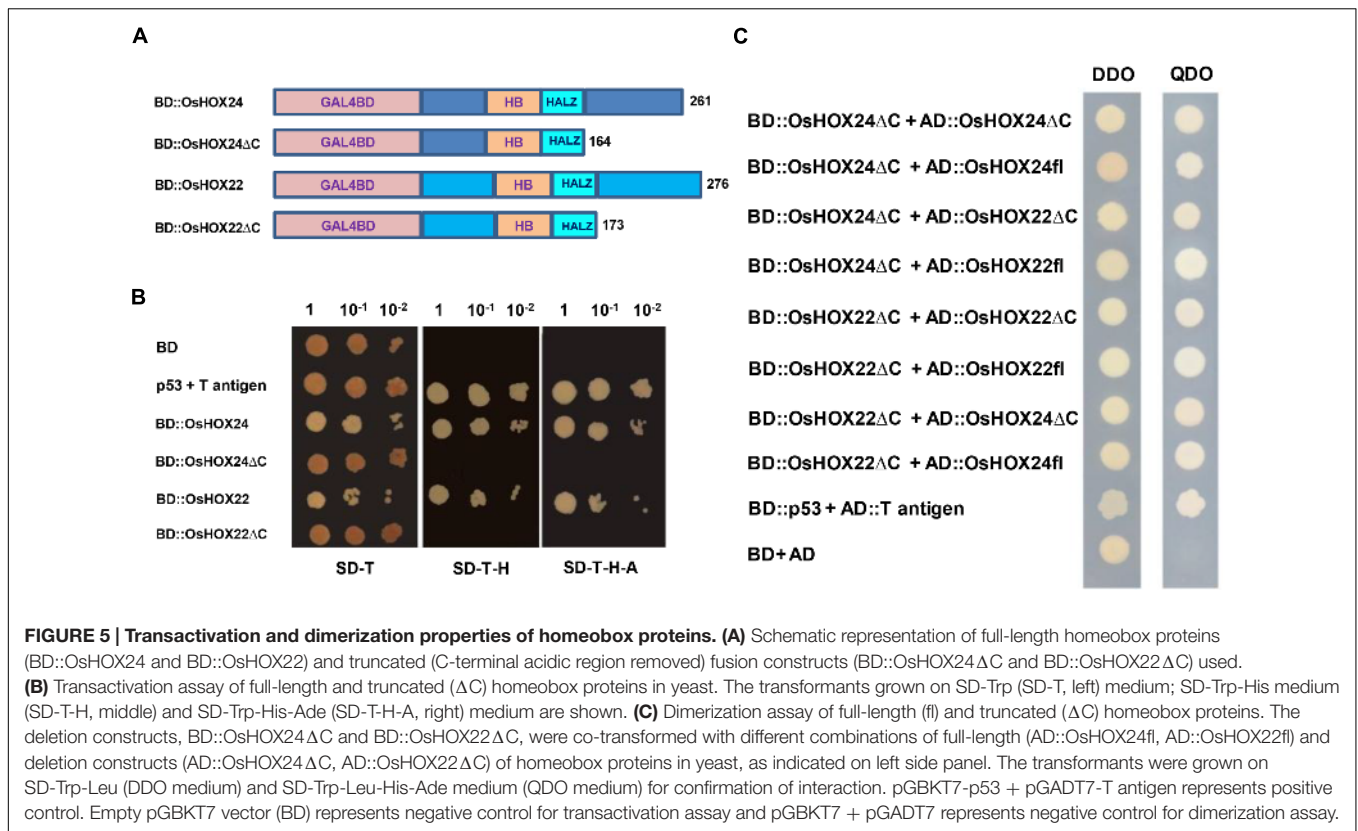 A
BD::OsHOX24 GAL4BD HB HALZ 261
BD::OsHOX24ΔC GAL4BD HB HALZ 164
BD::OsHOX22 GAL4BD HB HALZ 276
BD::OsHOX22ΔC GAL4BD HB HALZ 173
B
1 10-1 10-2 1 10-1 10-2 1 10-1 10-2
BD
p53 + T antigen
BD::OsHOX24
BD::OsHOX24ΔC
BD::OsHOX22
BD::OsHOX22ΔC
SD-T SD-T-H SD-T-H-A
C
DDO QDO
BD::OsHOX24ΔC + AD::OsHOX24ΔC
BD::OsHOX24ΔC + AD::OsHOX24fl
BD::OsHOX24ΔC + AD::OsHOX22ΔC
BD::OsHOX24ΔC + AD::OsHOX22fl
BD::OsHOX22ΔC + AD::OsHOX22ΔC
BD::OsHOX22ΔC + AD::OsHOX22fl
BD::OsHOX22ΔC + AD::OsHOX24ΔC
BD::OsHOX22ΔC + AD::OsHOX24fl
BD::p53 + AD::T antigen
BD+ AD
FIGURE 5 | Transactivation and dimerization properties of homeobox proteins. (A) Schematic representation of full-length homeobox proteins
(BD::OsHOX24 and BD::OsHOX22) and truncated (C-terminal acidic region removed) fusion constructs (BD::OsHOX24ΔC and BD::OsHOX22ΔC) used.
(B) Transactivation assay of full-length and truncated (ΔC) homeobox proteins in yeast. The transformants grown on SD-Trp (SD-T, left) medium; SD-Trp-His medium
(SD-T-H, middle) and SD-Trp-His-Ade (SD-T-H-A, right) medium are shown. (C) Dimerization assay of full-length (fl) and truncated (ΔC) homeobox proteins. The
deletion constructs, BD::OsHOX24ΔC and BD::OsHOX22ΔC, were co-transformed with different combinations of full-length (AD::OsHOX24fl, AD::OsHOX22fl) and
deletion constructs (AD::OsHOX24ΔC, AD::OsHOX22ΔC) of homeobox proteins in yeast, as indicated on left side panel. The transformants were grown on
SD-Trp-Leu (DDO medium) and SD-Trp-Leu-His-Ade medium (QDO medium) for confirmation of interaction. pGBKT7-p53 + pGADT7-T antigen represents positive
control. Empty pGBKT7 vector (BD) represents negative control for transactivation assay and pGBKT7 + pGADT7 represents negative control for dimerization assay.